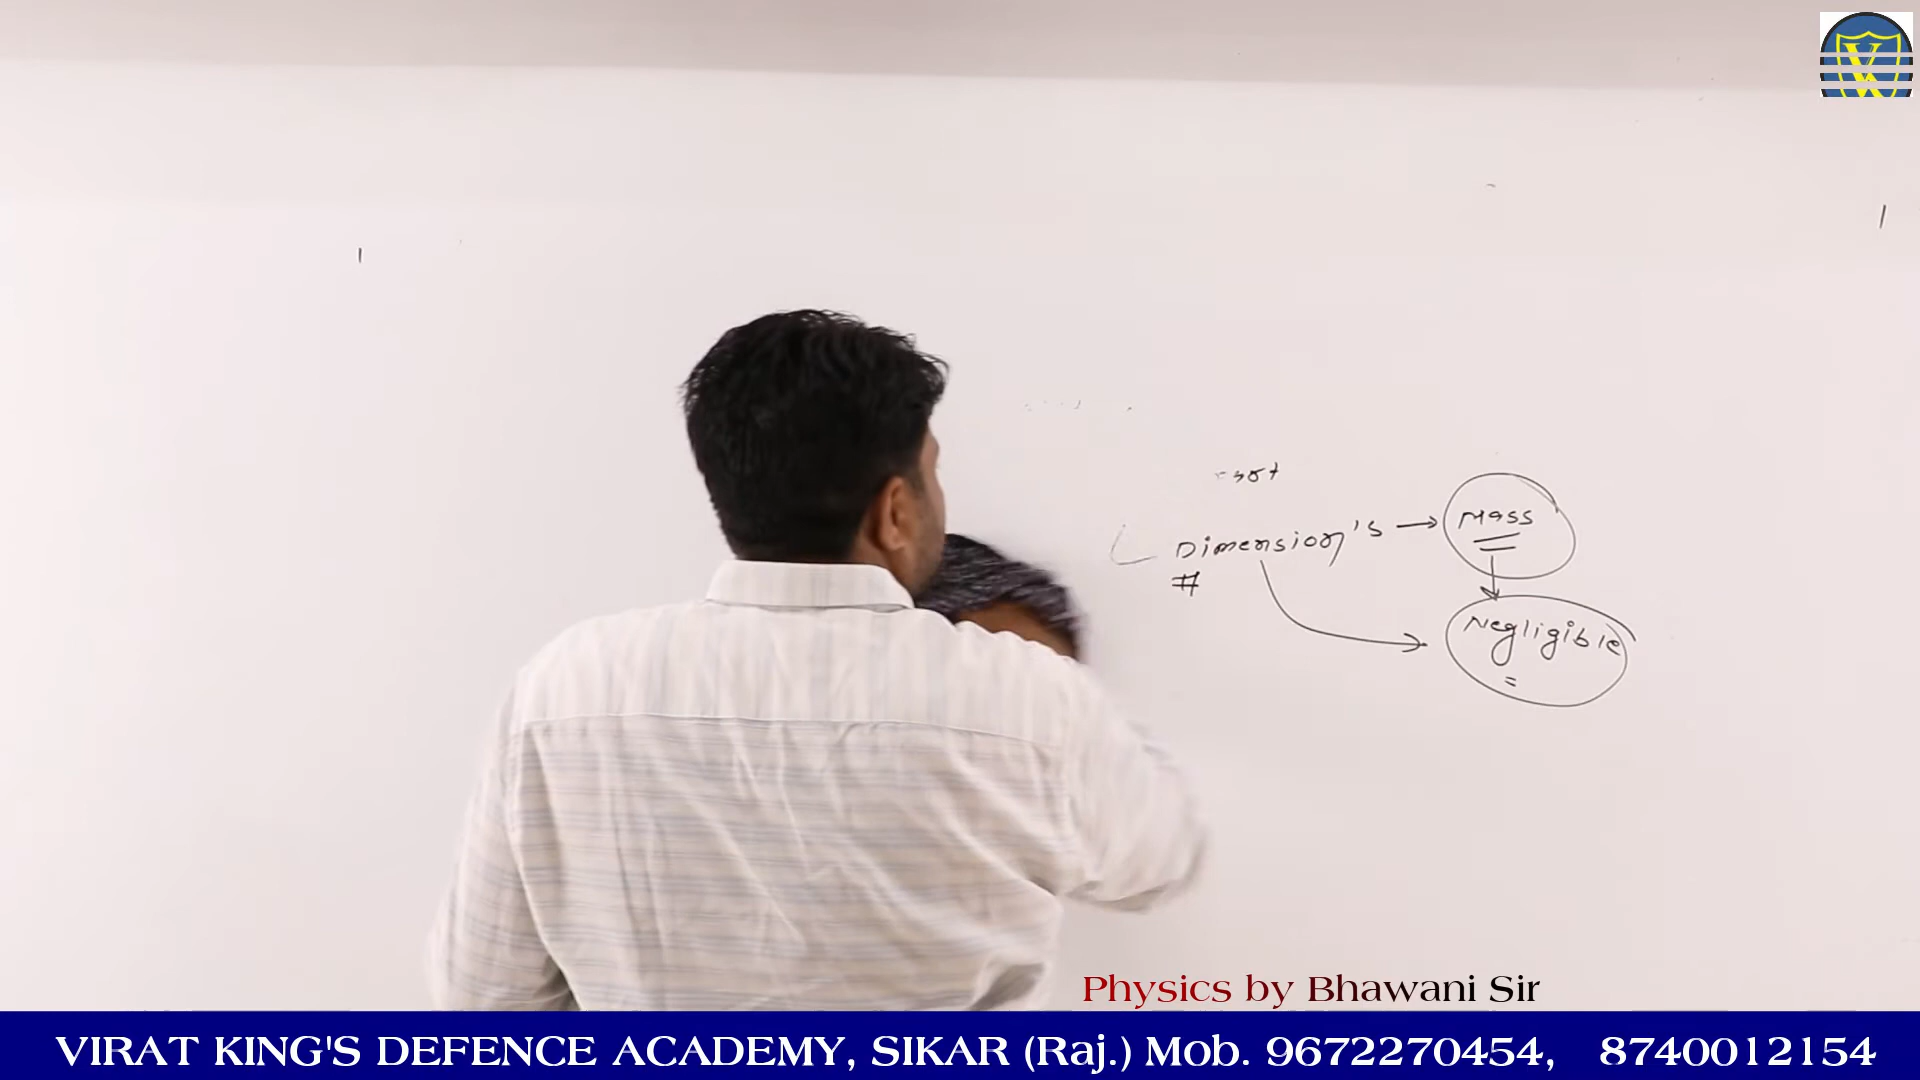 Mass
Dimension's →
#
Negligible
=
Physics by Bhawani Sir
VIRAT KING'S DEFENCE ACADEMY, SIKAR (Raj.) Mob. 9672270454, 8740012154